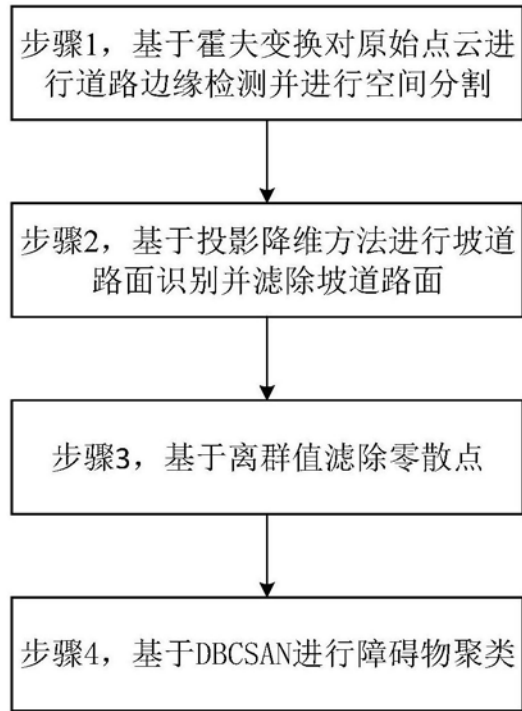 步骤1，基于霍夫变换对原始点云进
行道路边缘检测并进行空间分割
步骤2，基于投影降维方法进行坡道
路面识别并滤除坡道路面
步骤3，基于离群值滤除零散点
步骤4，基于DBCSAN进行障碍物聚类